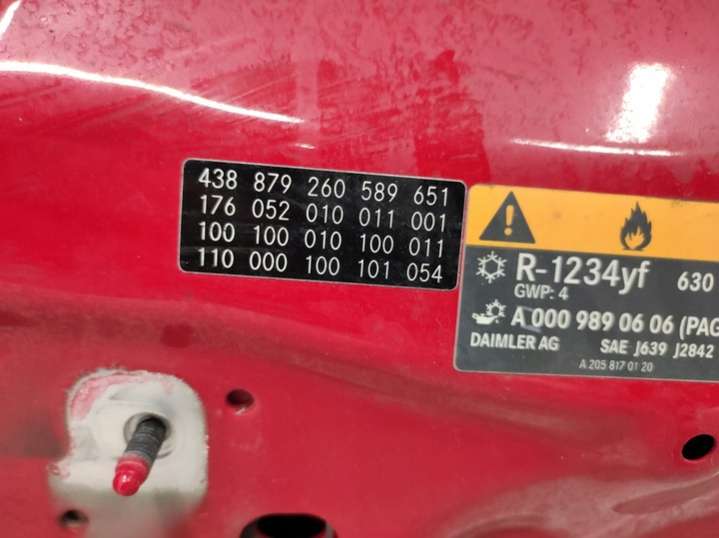 438 879 260 589 651
176 052 010 011 001
100 100 010 100 011
110 000 100 101 054
R-1234yf 630
GWP: 4
A 000 989 06 06 (PAG
DAIMLER AG SAE J639 J2842
A 205 817 01 20